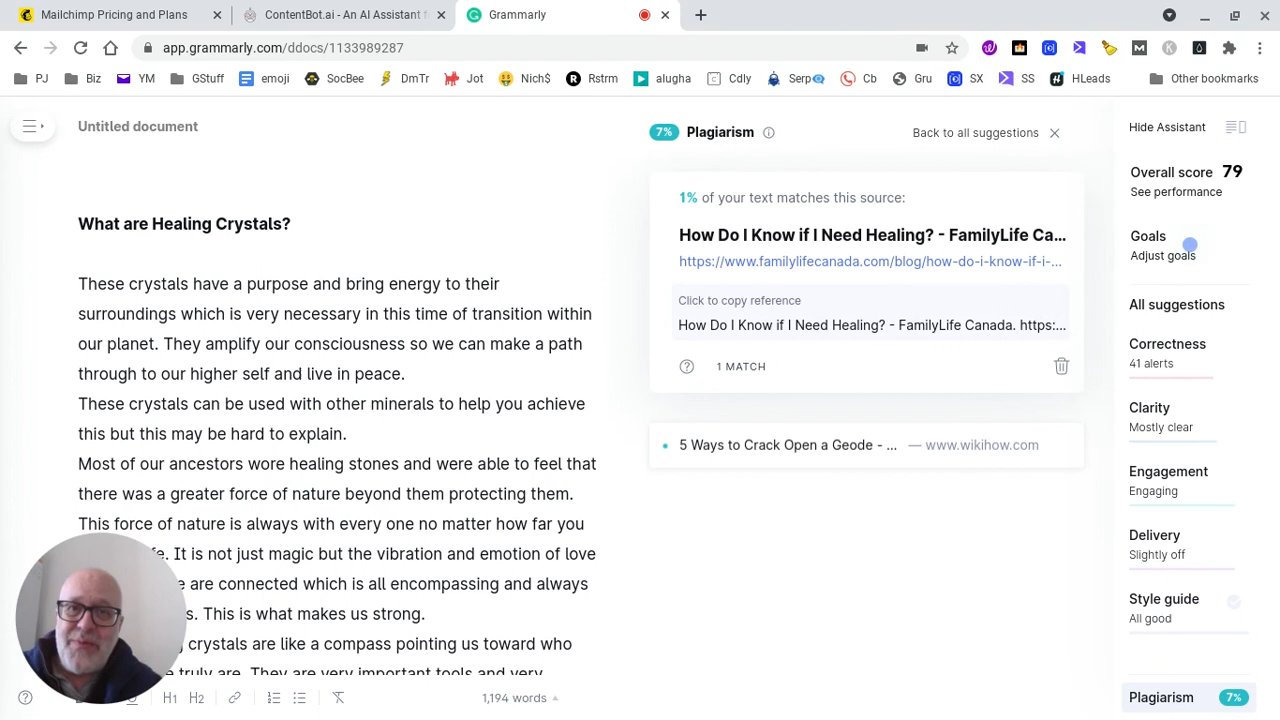 Mailchimp Pricing and Plans
ContentBot.ai - An AI Assistant f
Grammarly
app.grammarly.com/ddocs/1133989287
PJ Biz YM GStuff emoji SocBee DmTr Jot Nich$ Rstrm alugha Cdly Serp Cb Gru SX SS HLeads Other bookmarks
Untitled document
What are Healing Crystals?
These crystals have a purpose and bring energy to their
surroundings which is very necessary in this time of transition within
our planet. They amplify our consciousness so we can make a path
through to our higher self and live in peace.
These crystals can be used with other minerals to help you achieve
this but this may be hard to explain.
Most of our ancestors wore healing stones and were able to feel that
there was a greater force of nature beyond them protecting them.
This force of nature is always with every one no matter how far you
It is not just magic but the vibration and emotion of love
are connected which is all encompassing and always
This is what makes us strong.
crystals are like a compass pointing us toward who
truly are. They are very important tools and very
H1 H2
1,194 words
7% Plagiarism
Back to all suggestions
1% of your text matches this source:
How Do I Know if I Need Healing? - FamilyLife Ca...
https://www.familylifecanada.com/blog/how-do-i-know-if-i-...
Click to copy reference
How Do I Know if I Need Healing? - FamilyLife Canada. https:...
1 MATCH
5 Ways to Crack Open a Geode - ... — www.wikihow.com
Hide Assistant
Overall score 79
See performance
Goals
Adjust goals
All suggestions
Correctness
41 alerts
Clarity
Mostly clear
Engagement
Engaging
Delivery
Slightly off
Style guide
All good
Plagiarism 7%